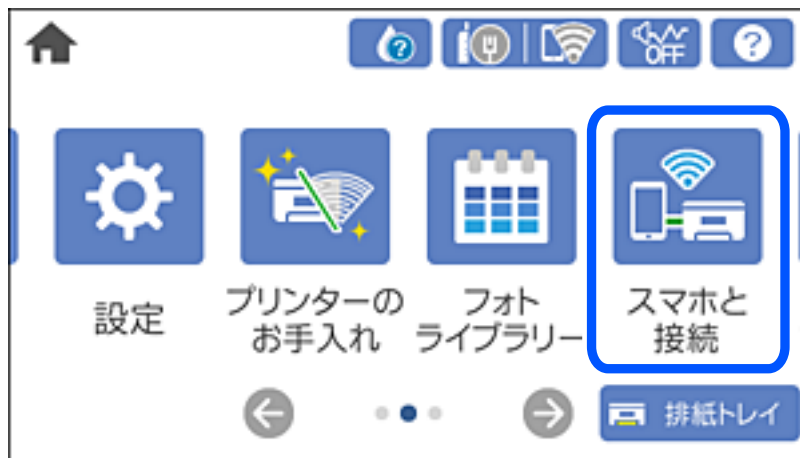 OFF
?
設定
プリンターの
お手入れ
フォト
ライブラリー
スマホと
接続
排紙トレイ